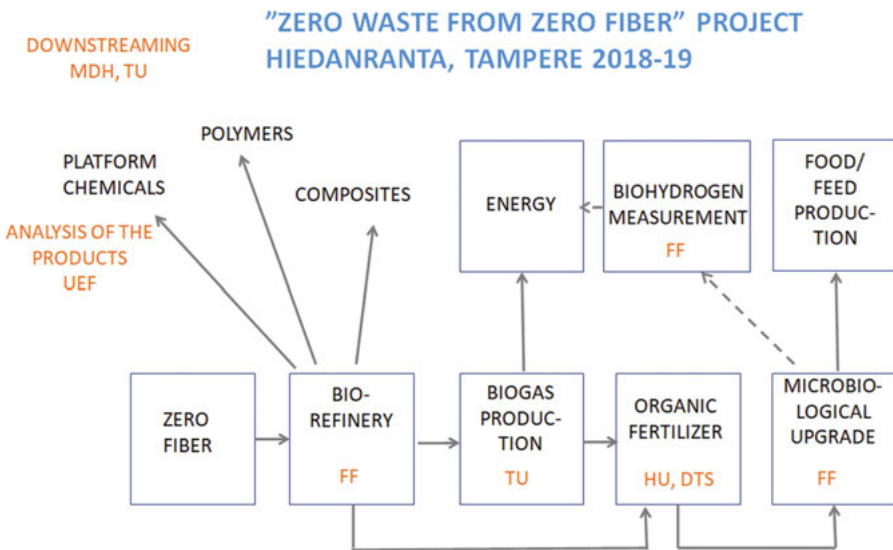 ”ZERO WASTE FROM ZERO FIBER” PROJECT
HIEDANRANTA, TAMPERE 2018-19
DOWNSTREAMING
MDH, TU
POLYMERS
PLATFORM
CHEMICALS
COMPOSITES
ANALYSIS OF THE
PRODUCTS
UEF
ENERGY
BIOHYDROGEN
MEASUREMENT
FF
FOOD/
FEED
PRODUC-
TION
ZERO
FIBER
BIO-
REFINERY
FF
BIOGAS
PRODUC-
TION
TU
ORGANIC
FERTILIZER
HU, DTS
MICROBIO-
LOGICAL
UPGRADE
FF